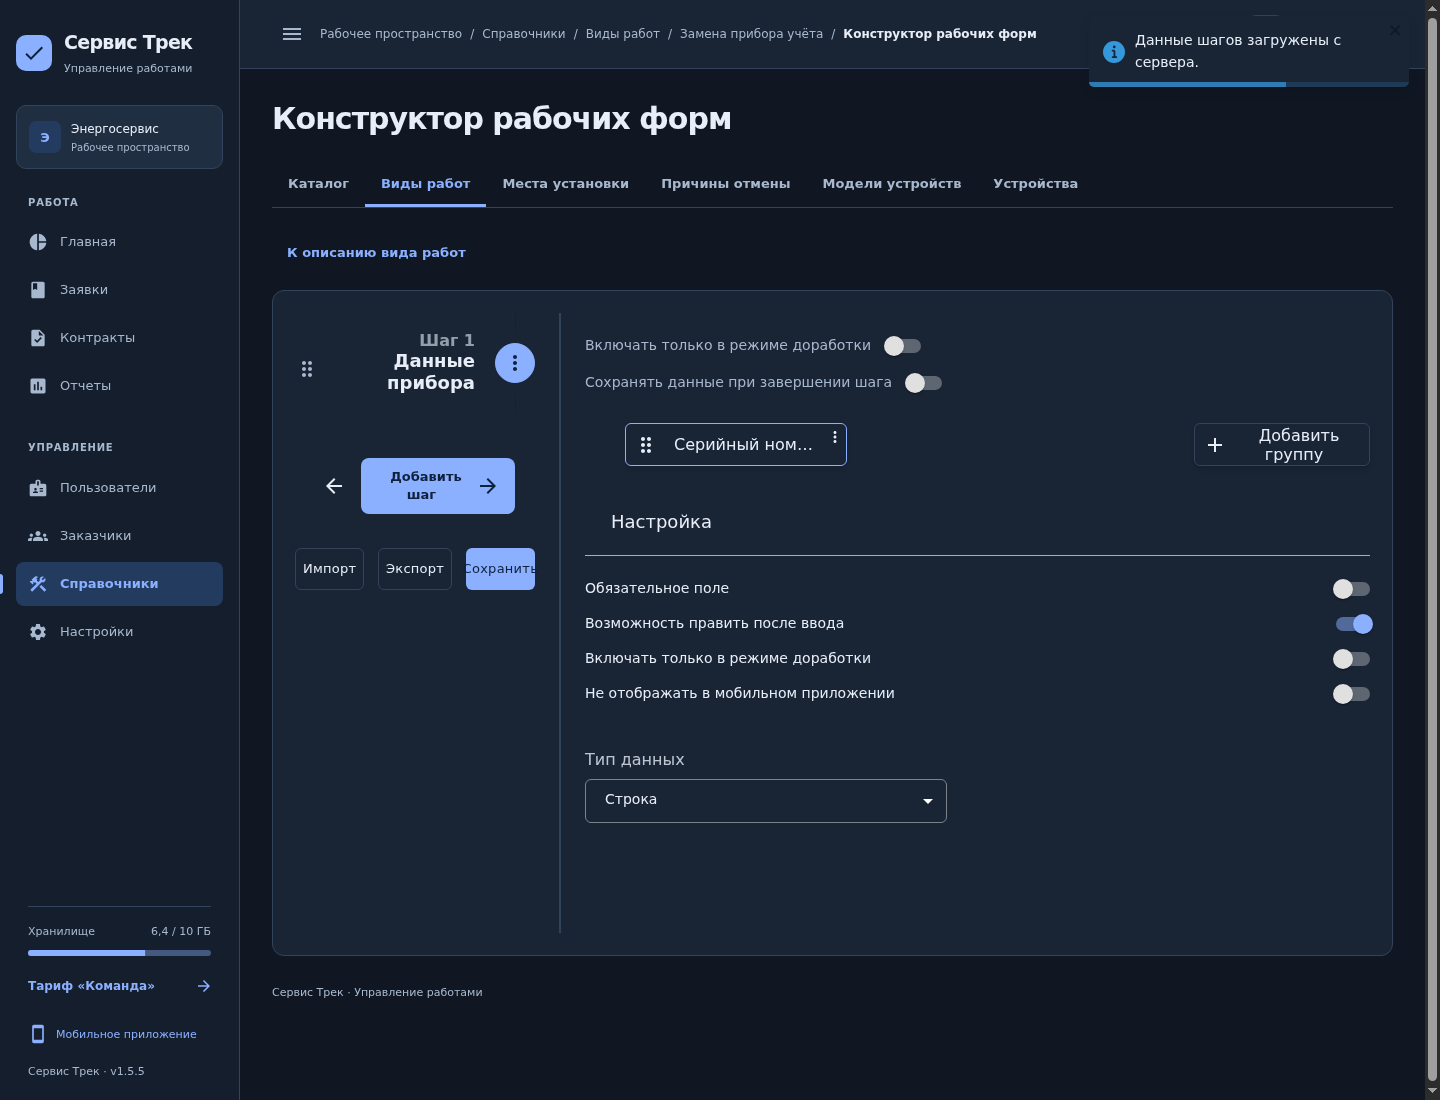 Сервис Трек
Управление работами
Э
Энергосервис
Рабочее пространство
РАБОТА
Главная
Заявки
Контракты
Отчеты
УПРАВЛЕНИЕ
Пользователи
Заказчики
Справочники
Настройки
Хранилище
6,4 / 10 ГБ
Тариф «Команда»
Мобильное приложение
Сервис Трек · v1.5.5
Рабочее пространство / Справочники / Виды работ / Замена прибора учёта / Конструктор рабочих форм
Данные шагов загружены с
сервера.
Конструктор рабочих форм
Каталог
Виды работ
Места установки
Причины отмены
Модели устройств
Устройства
К описанию вида работ
Шаг 1
Данные
прибора
Добавить
шаг
Импорт
Экспорт
Сохранить
Включать только в режиме доработки
Сохранять данные при завершении шага
Серийный ном...
Добавить
группу
Настройка
Обязательное поле
Возможность править после ввода
Включать только в режиме доработки
Не отображать в мобильном приложении
Тип данных
Строка
Сервис Трек · Управление работами